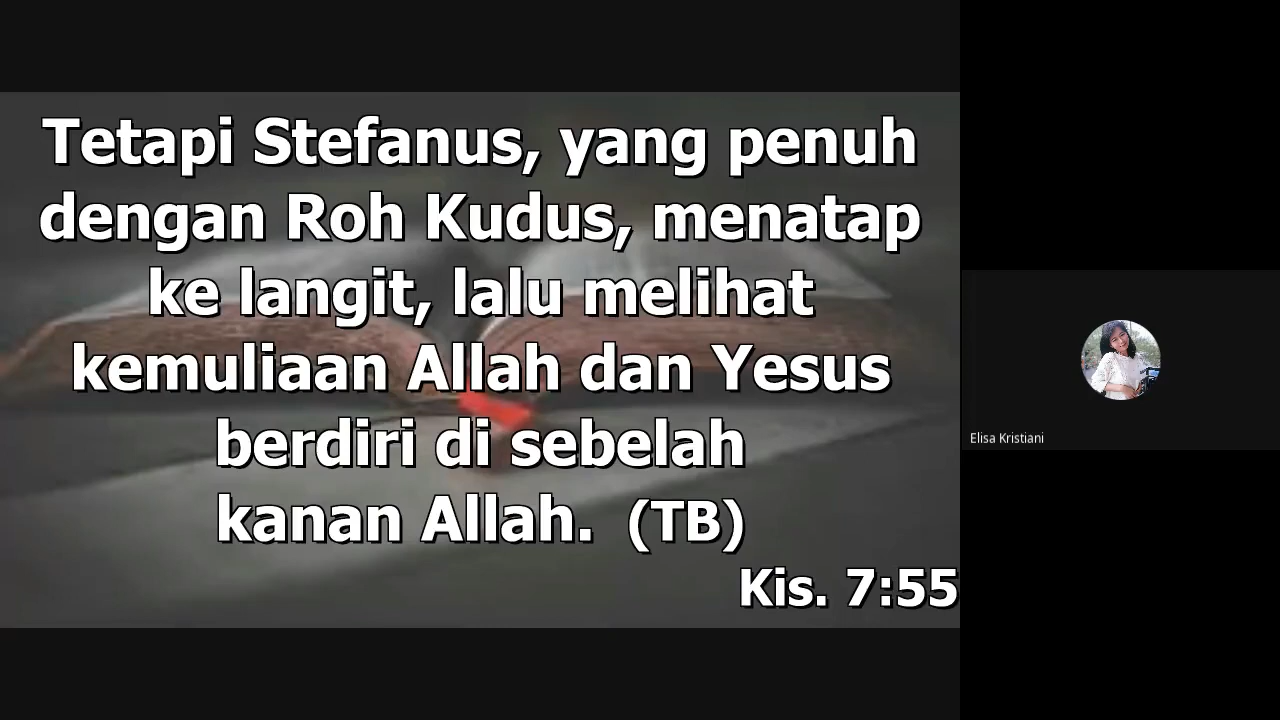 Tetapi Stefanus, yang penuh
dengan Roh Kudus, menatap
ke langit, lalu melihat
kemuliaan Allah dan Yesus
berdiri di sebelah
kanan Allah. (TB)
Kis. 7:55
Elisa Kristiani